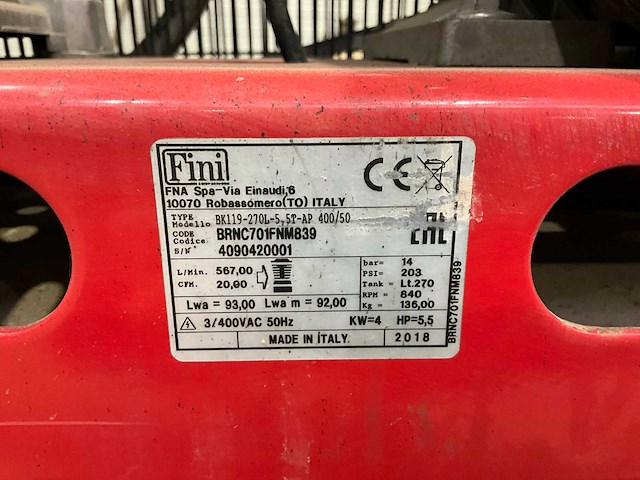 Fini
CE
FNA Spa-Via Einaudi,6
10070 Robassomero(TO) ITALY
TYPE
Modello BK119-270L-5,5T-AP 400/50
CODE
Codice: BRNC701FNM839
S/N° 4090420001
EAC
L/Min. 567,00
CFM. 20,00
bar= 14
PSI= 203
Tank = Lt.270
RPM = 840
Kg = 136,00
Lwa = 93,00 Lwa m = 92,00
3/400VAC 50Hz KW=4 HP=5,5
MADE IN ITALY 2018
BRNC701FNM839